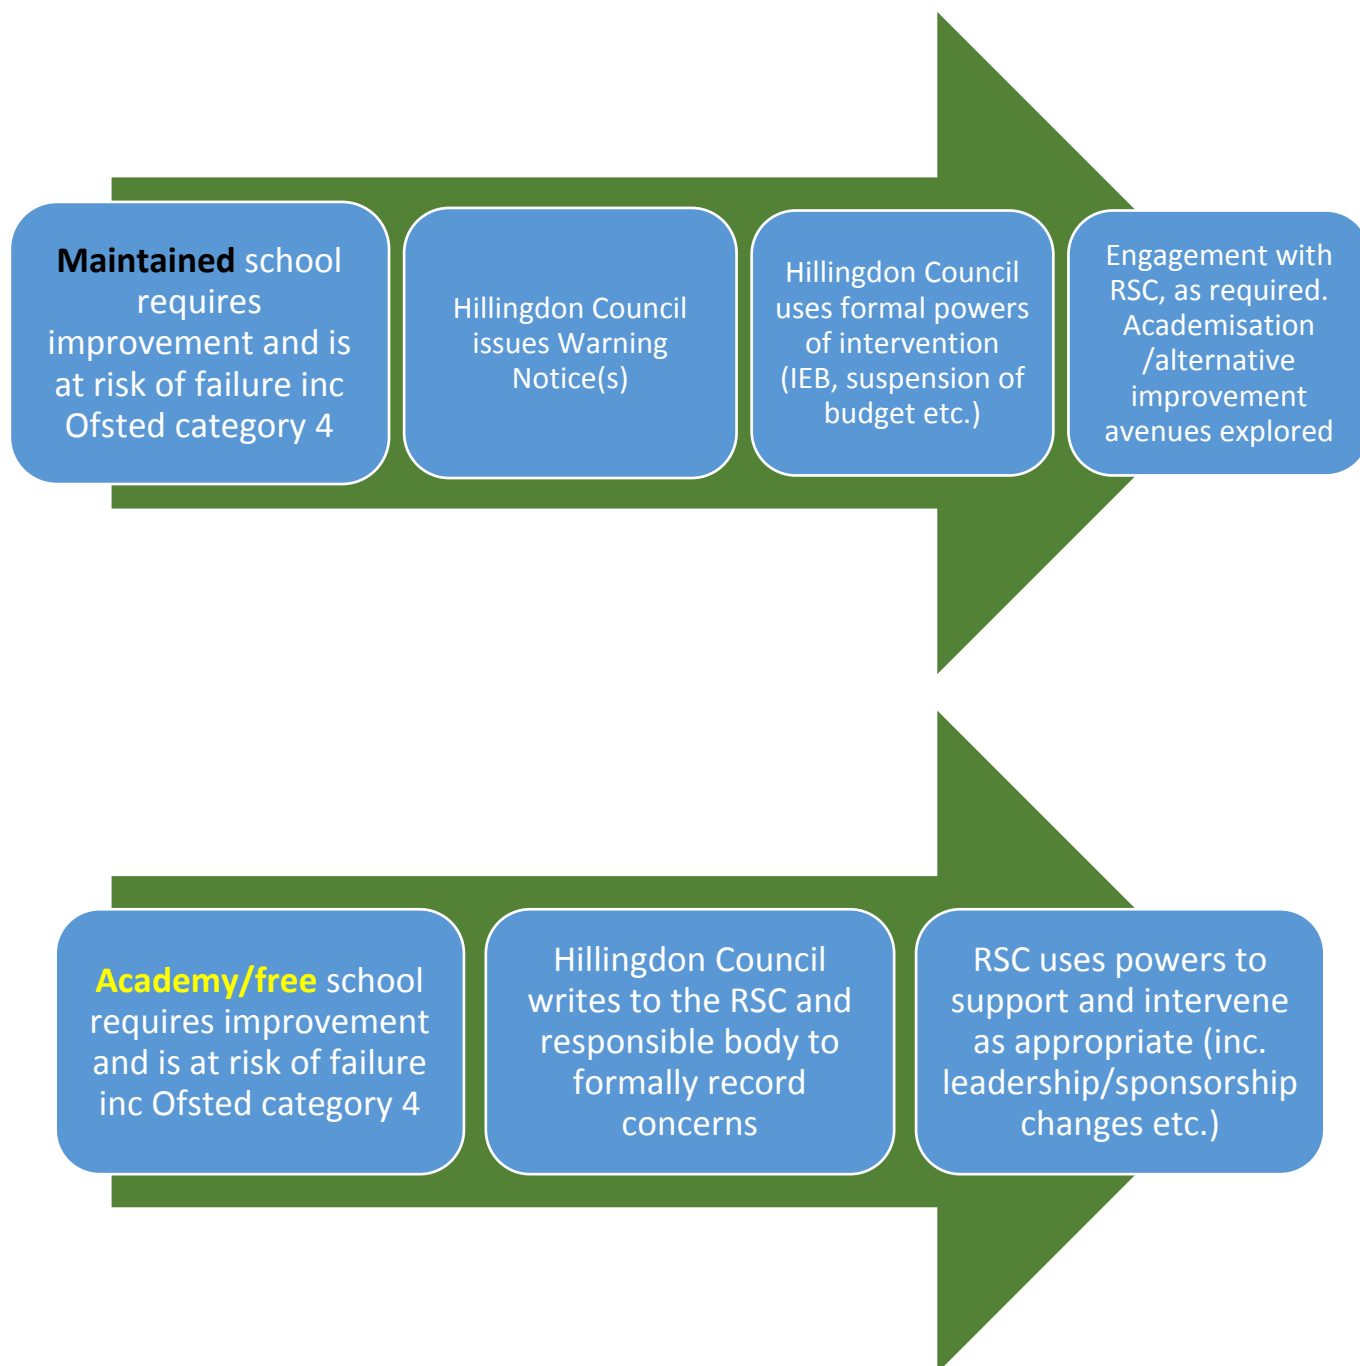 Maintained school
requires
improvement and is
at risk of failure inc
Ofsted category 4
Hillingdon Council
issues Warning
Notice(s)
Hillingdon Council
uses formal powers
of intervention
(IEB, suspension of
budget etc.)
Engagement with
RSC, as required.
Academisation
/alternative
improvement
avenues explored
Academy/free school
requires improvement
and is at risk of failure
inc Ofsted category 4
Hillingdon Council
writes to the RSC and
responsible body to
formally record
concerns
RSC uses powers to
support and intervene
as appropriate (inc.
leadership/sponsorship
changes etc.)